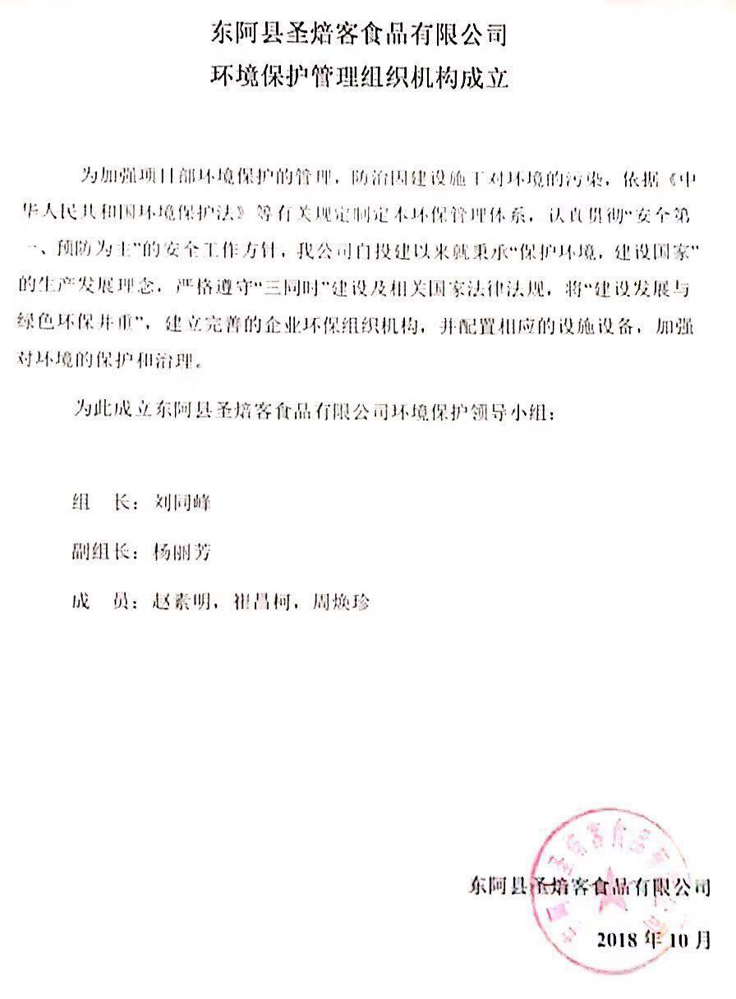 东阿县圣焙客食品有限公司
环境保护管理组织机构成立
为加强项目部环境保护的管理，防治因建设施工对环境的污染，依据《中
华人民共和国环境保护法》等有关规定制定本环保管理体系，认真贯彻“安全第
一、预防为主”的安全工作方针，我公司自投建以来就秉承“保护环境，建设国家”
的生产发展理念，严格遵守“三同时”建设及相关国家法律法规，将“建设发展与
绿色环保并重”，建立完善的企业环保组织机构，并配置相应的设施设备，加强
对环境的保护和治理。
为此成立东阿县圣焙客食品有限公司环境保护领导小组：
组　长：刘同峰
副组长：杨丽芳
成　员：赵素明，崔昌柯，周焕珍
东阿县圣焙客食品有限公司
2018 年 10 月